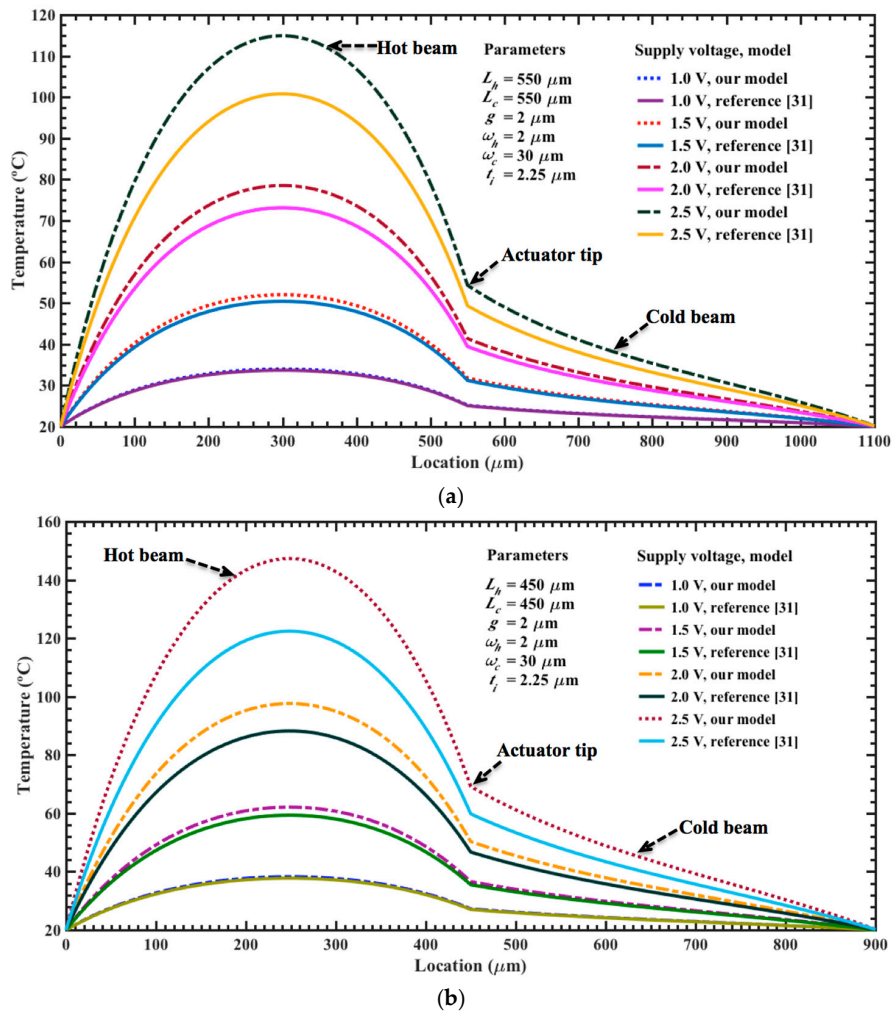 120
110
100
90
80
70
60
50
40
30
20
Temperature (ºC)
Hot beam
Parameters
L_h = 550 μm
L_c = 550 μm
g = 2 μm
ω_h = 2 μm
ω_c = 30 μm
t_i = 2.25 μm
Supply voltage, model
1.0 V, our model
1.0 V, reference [31]
1.5 V, our model
1.5 V, reference [31]
2.0 V, our model
2.0 V, reference [31]
2.5 V, our model
2.5 V, reference [31]
Actuator tip
Cold beam
0 100 200 300 400 500 600 700 800 900 1000 1100
Location (μm)
(a)
160
140
120
100
80
60
40
20
Temperature (ºC)
Hot beam
Parameters
L_h = 450 μm
L_c = 450 μm
g = 2 μm
ω_h = 2 μm
ω_c = 30 μm
t_i = 2.25 μm
Supply voltage, model
1.0 V, our model
1.0 V, reference [31]
1.5 V, our model
1.5 V, reference [31]
2.0 V, our model
2.0 V, reference [31]
2.5 V, our model
2.5 V, reference [31]
Actuator tip
Cold beam
0 100 200 300 400 500 600 700 800 900
Location (μm)
(b)